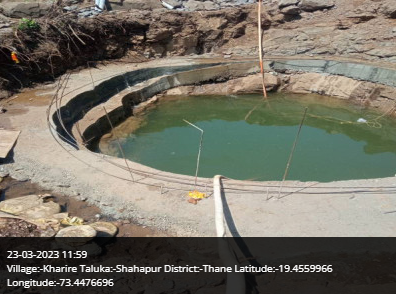 23-03-2023 11:59
Village:-Kharire Taluka:-Shahapur District:-Thane Latitude:-19.4559966
Longitude:-73.4476696